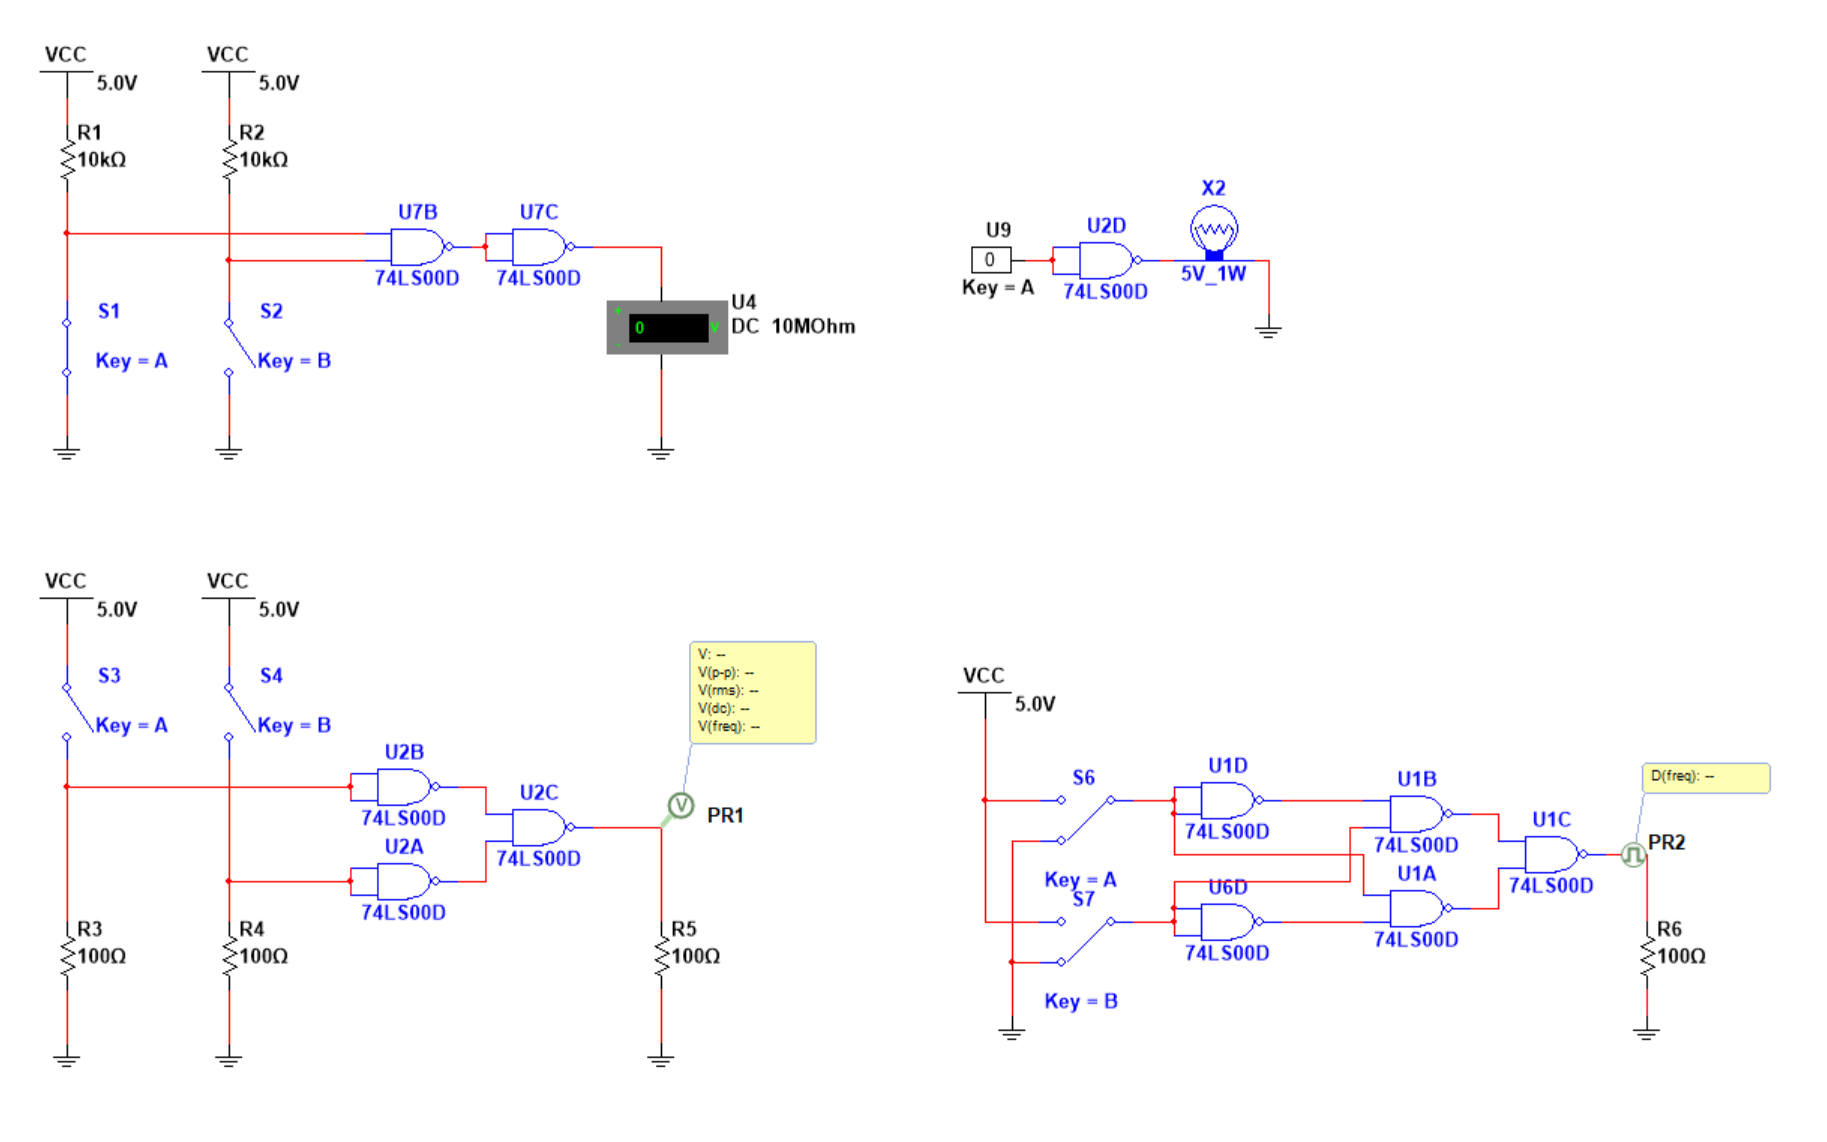 VCC
5.0V
VCC
5.0V
R1
10kΩ
R2
10kΩ
U7B
74LS00D
U7C
74LS00D
S1
Key = A
S2
Key = B
+
0
V
-
U4
DC 10MOhm
X2
U9
0
Key = A
U2D
74LS00D
5V_1W
VCC
5.0V
VCC
5.0V
S3
Key = A
S4
Key = B
V: --
V(p-p): --
V(rms): --
V(dc): --
V(freq): --
U2B
74LS00D
U2C
74LS00D
U2A
74LS00D
V
PR1
R3
100Ω
R4
100Ω
R5
100Ω
VCC
5.0V
S6
Key = A
S7
Key = B
U1D
74LS00D
U6D
74LS00D
U1B
74LS00D
U1A
74LS00D
U1C
74LS00D
D(freq): --
PR2
R6
100Ω